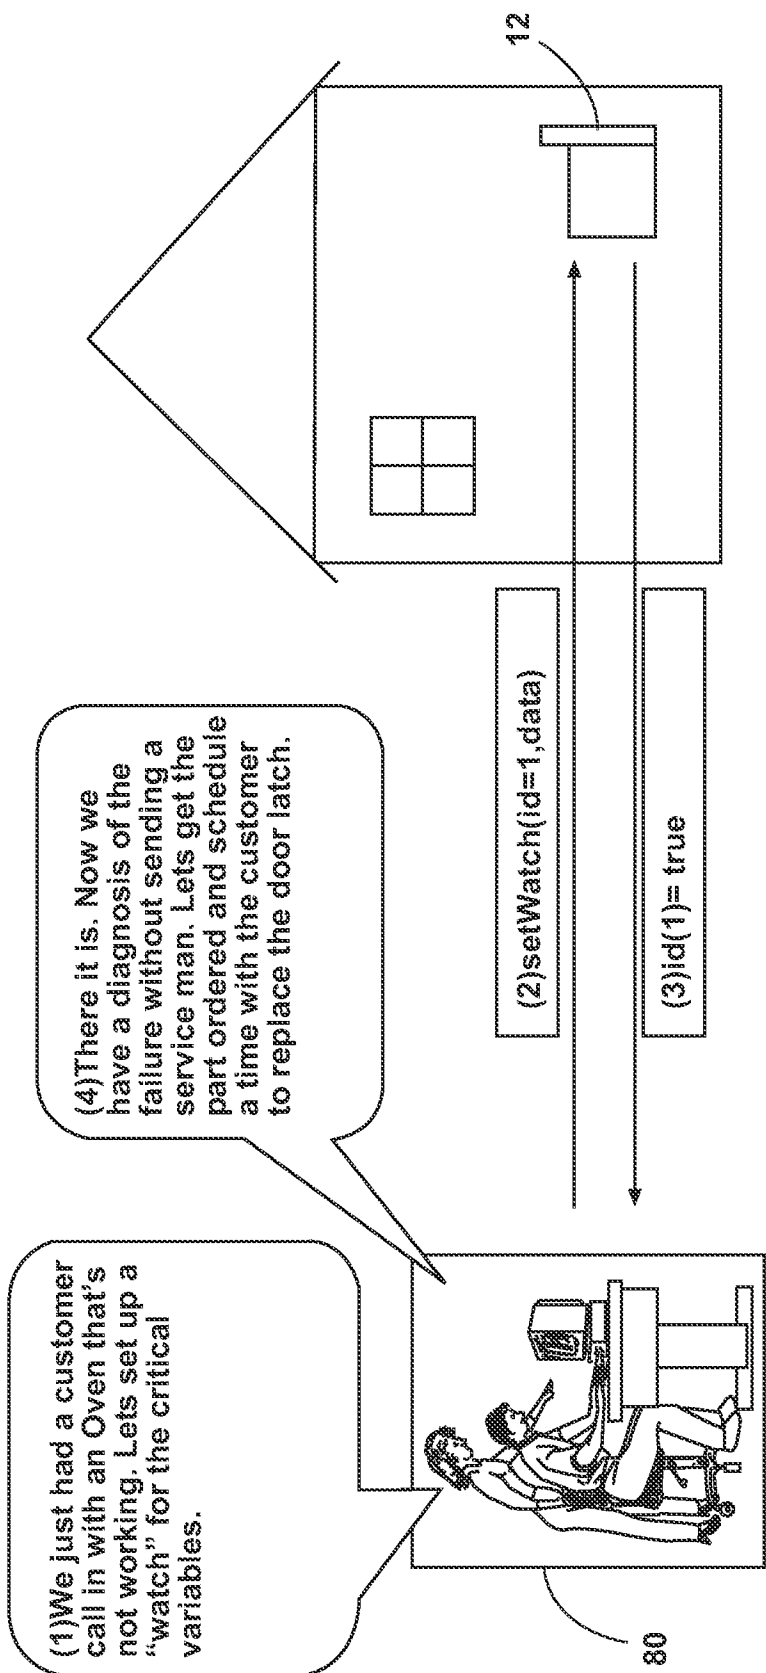 (1)We just had a customer
call in with an Oven that's
not working. Lets set up a
“watch” for the critical
variables.
(4)There it is. Now we
have a diagnosis of the
failure without sending a
service man. Lets get the
part ordered and schedule
a time with the customer
to replace the door latch.
(2)setWatch(id=1,data)
(3)id(1)= true
80
12